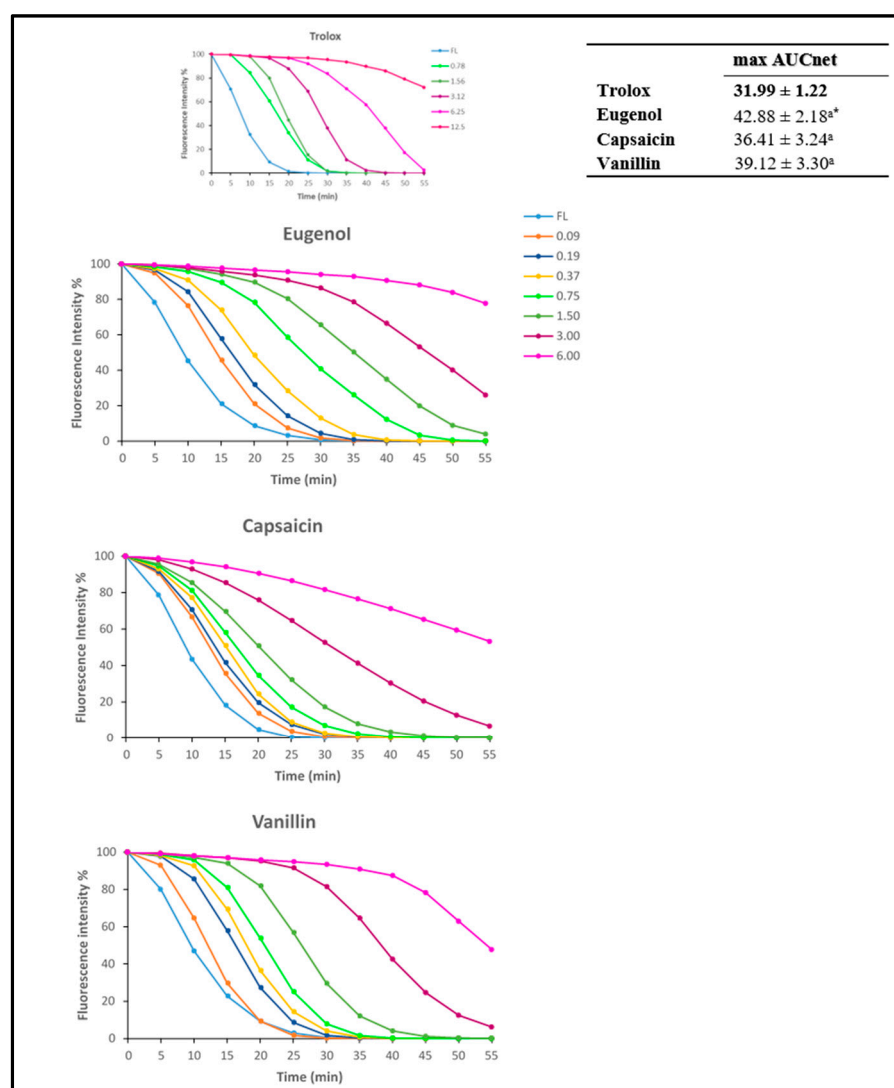 Trolox
Fluorescence Intensity %
100
80
60
40
20
0
0 5 10 15 20 25 30 35 40 45 50 55
Time (min)
FL
0.78
1.56
3.12
6.25
12.5
max AUCnet
Trolox 31.99 ± 1.22
Eugenol 42.88 ± 2.18a*
Capsaicin 36.41 ± 3.24a
Vanillin 39.12 ± 3.30a
Eugenol
Fluorescence Intensity %
100
80
60
40
20
0
0 5 10 15 20 25 30 35 40 45 50 55
Time (min)
FL
0.09
0.19
0.37
0.75
1.50
3.00
6.00
Capsaicin
Fluorescence Intensity %
100
80
60
40
20
0
0 5 10 15 20 25 30 35 40 45 50 55
Time (min)
Vanillin
Fluorescence intensity %
100
80
60
40
20
0
0 5 10 15 20 25 30 35 40 45 50 55
Time (min)